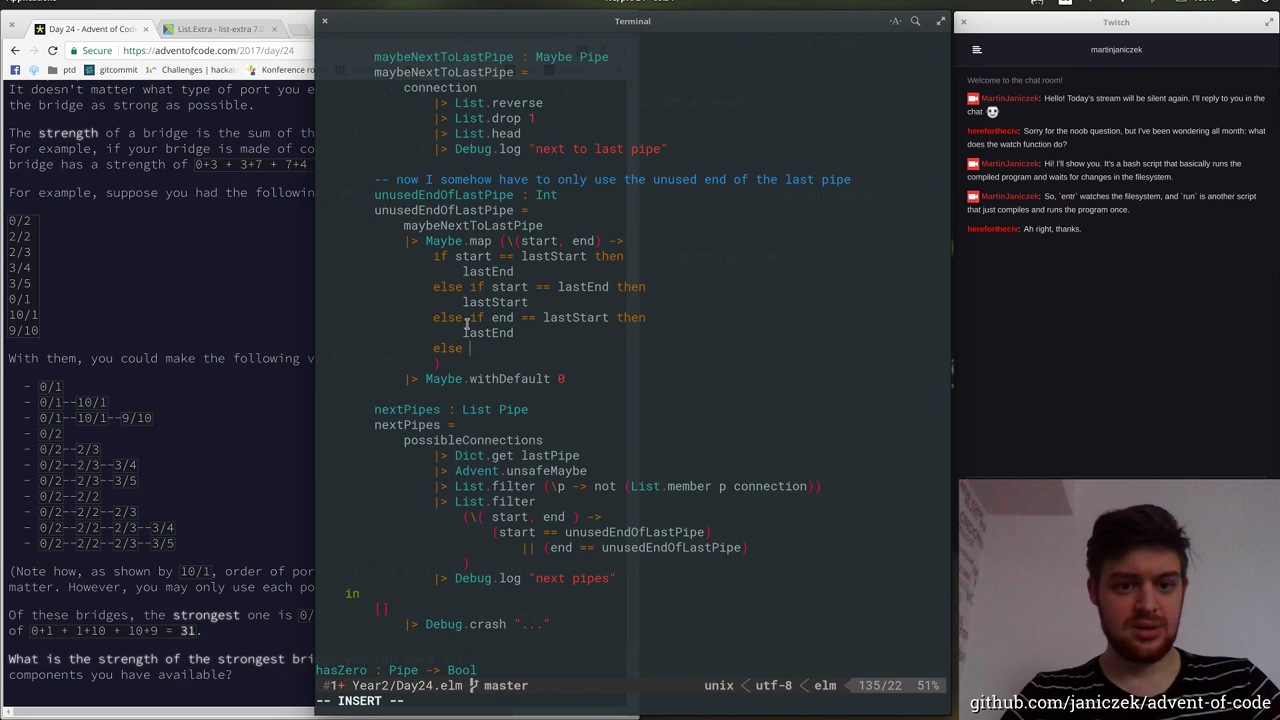 Day 24 - Advent of Code
List.Extra - list-extra 7.0
Secure
https://adventofcode.com/2017/day/24
ptd
gitcommit
Challenges | hackat
Konference ro
It doesn't matter what type of port you
the bridge as strong as possible.
The strength of a bridge is the sum of the
For example, if your bridge is made of
bridge has a strength of 0+3 + 3+7 + 7+4
For example, suppose you had the following
0/2
2/2
2/3
3/4
3/5
0/1
10/1
9/10
With them, you could make the following
- 0/1
- 0/1--10/1
- 0/1--10/1--9/10
- 0/2
- 0/2--2/3
- 0/2--2/3--3/4
- 0/2--2/3--3/5
- 0/2--2/2
- 0/2--2/2--2/3
- 0/2--2/2--2/3--3/4
- 0/2--2/2--2/3--3/5
(Note how, as shown by 10/1, order of
matter. However, you may only use each
Of these bridges, the strongest one is
of 0+1 + 1+10 + 10+9 = 31.
What is the strength of the strongest
components you have available?
Terminal
maybeNextToLastPipe : Maybe Pipe
maybeNextToLastPipe =
connection
|> List.reverse
|> List.drop 1
|> List.head
|> Debug.log "next to last pipe"
-- now I somehow have to only use the unused end of the last pipe
unusedEndOfLastPipe : Int
unusedEndOfLastPipe =
maybeNextToLastPipe
|> Maybe.map (\(start, end) ->
if start == lastStart then
lastEnd
else if start == lastEnd then
lastStart
else if end == lastStart then
lastEnd
else
)
|> Maybe.withDefault 0
nextPipes : List Pipe
nextPipes =
possibleConnections
|> Dict.get lastPipe
|> Advent.unsafeMaybe
|> List.filter (\p -> not (List.member p connection))
|> List.filter
(\( start, end ) ->
(start == unusedEndOfLastPipe)
|| (end == unusedEndOfLastPipe)
)
|> Debug.log "next pipes"
in
[]
|> Debug.crash "..."
hasZero : Pipe -> Bool
#1+ Year2/Day24.elm master unix < utf-8 < elm 135/22 51%
-- INSERT --
Twitch
martinjaniczek
Welcome to the chat room!
MartinJaniczek: Hello! Today's stream will be silent again. I'll reply to you in the
chat
herefortheciv: Sorry for the noob question, but I've been wondering all month: what
does the watch function do?
MartinJaniczek: Hi! I'll show you. It's a bash script that basically runs the
compiled program and waits for changes in the filesystem.
MartinJaniczek: So, `entr` watches the filesystem, and `run` is another script
that just compiles and runs the program once.
herefortheciv: Ah right, thanks.
github.com/janiczek/advent-of-code